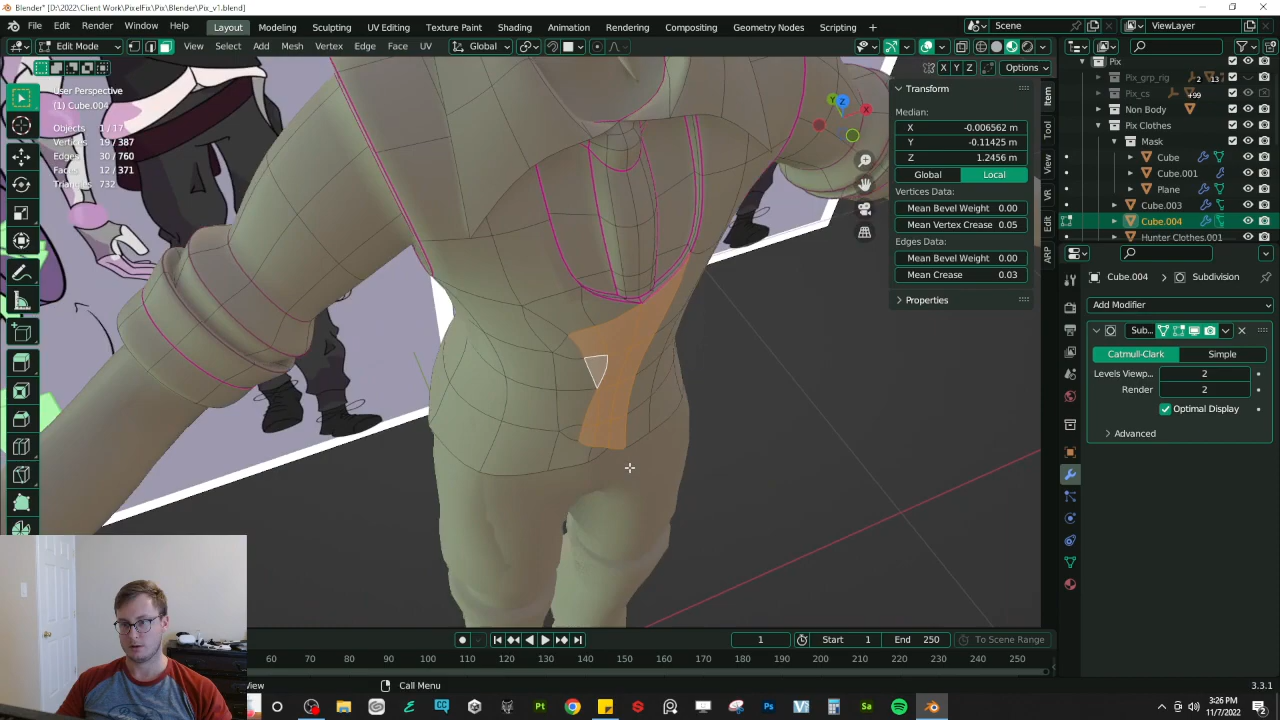 Blender* [D:\2022\Client Work\PixelFix\Pix\Pix_v1.blend]
File Edit Render Window Help Layout Modeling Sculpting UV Editing Texture Paint Shading Animation Rendering Compositing Geometry Nodes Scripting + Scene ViewLayer
Edit Mode View Select Add Mesh Vertex Edge Face UV Global
X Y Z Options
User Perspective
(1) Cube.004
Objects 1/17
Vertices 19/387
Edges 30/760
Faces 12/371
Triangles 732
Transform
Median:
X -0.006562 m
Y -0.11425 m
Z 1.2456 m
Global Local
Vertices Data:
Mean Bevel Weight 0.00
Mean Vertex Crease 0.05
Edges Data:
Mean Bevel Weight 0.00
Mean Crease 0.03
Properties
Item
Tool
View
VR
Edit
ARP
Y Z X
Pix
Pix_grp_rig 2 13
Pix_cs +99
Non Body
Pix Clothes
Mask
Cube
Cube.001
Plane
Cube.003
Cube.004
Hunter Clothes.001
Cube.004 > Subdivision
Add Modifier
Sub..
Catmull-Clark Simple
Levels Viewp... 2
Render 2
Optimal Display
Advanced
1 Start 1 End 250 To Scene Range
60 70 80 90 100 110 120 130 140 150 160 170 180 190 200 210 220 230 240 250
View Call Menu 3.3.1
3:26 PM
11/7/2022